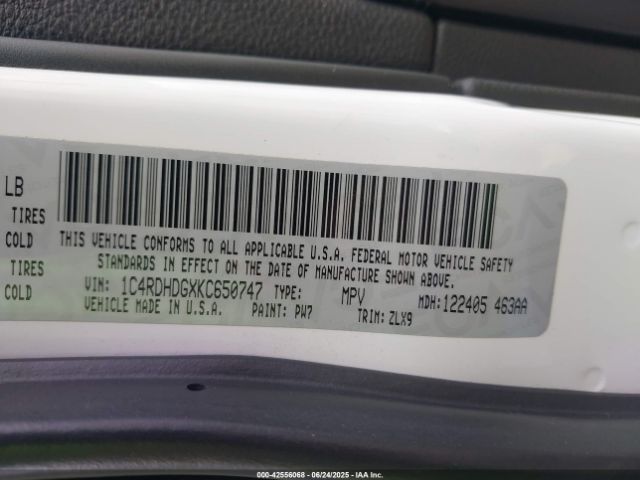 LB
TIRES
COLD
TIRES
COLD
THIS VEHICLE CONFORMS TO ALL APPLICABLE U.S.A. FEDERAL MOTOR VEHICLE SAFETY
STANDARDS IN EFFECT ON THE DATE OF MANUFACTURE SHOWN ABOVE.
VIN: 1C4RDHDGXKC650747 TYPE: MPV MDH: 122405 463AA
VEHICLE MADE IN U.S.A. PAINT: PW7 TRIM: ZLX9
000-42556068 - 06/24/2025 - IAAI.com